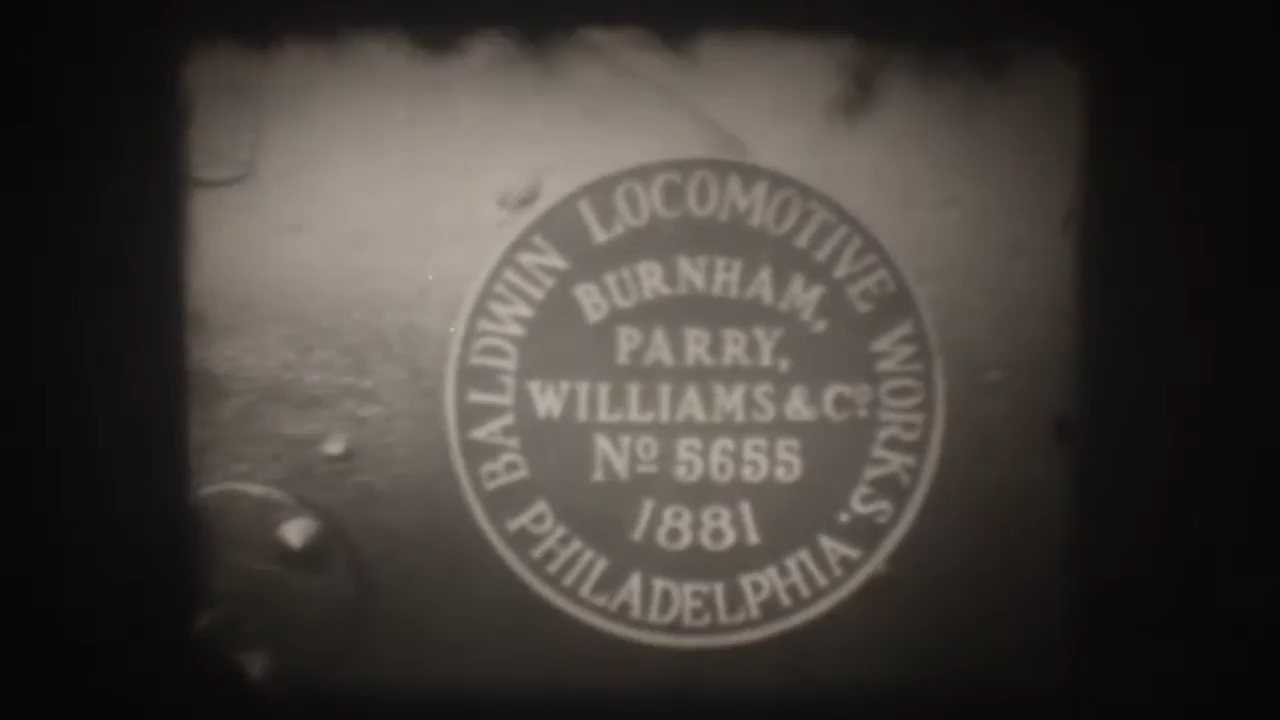 BALDWIN LOCOMOTIVE WORKS.
BURNHAM,
PARRY,
WILLIAMS & Cº.
Nº 5655
1881
PHILADELPHIA.